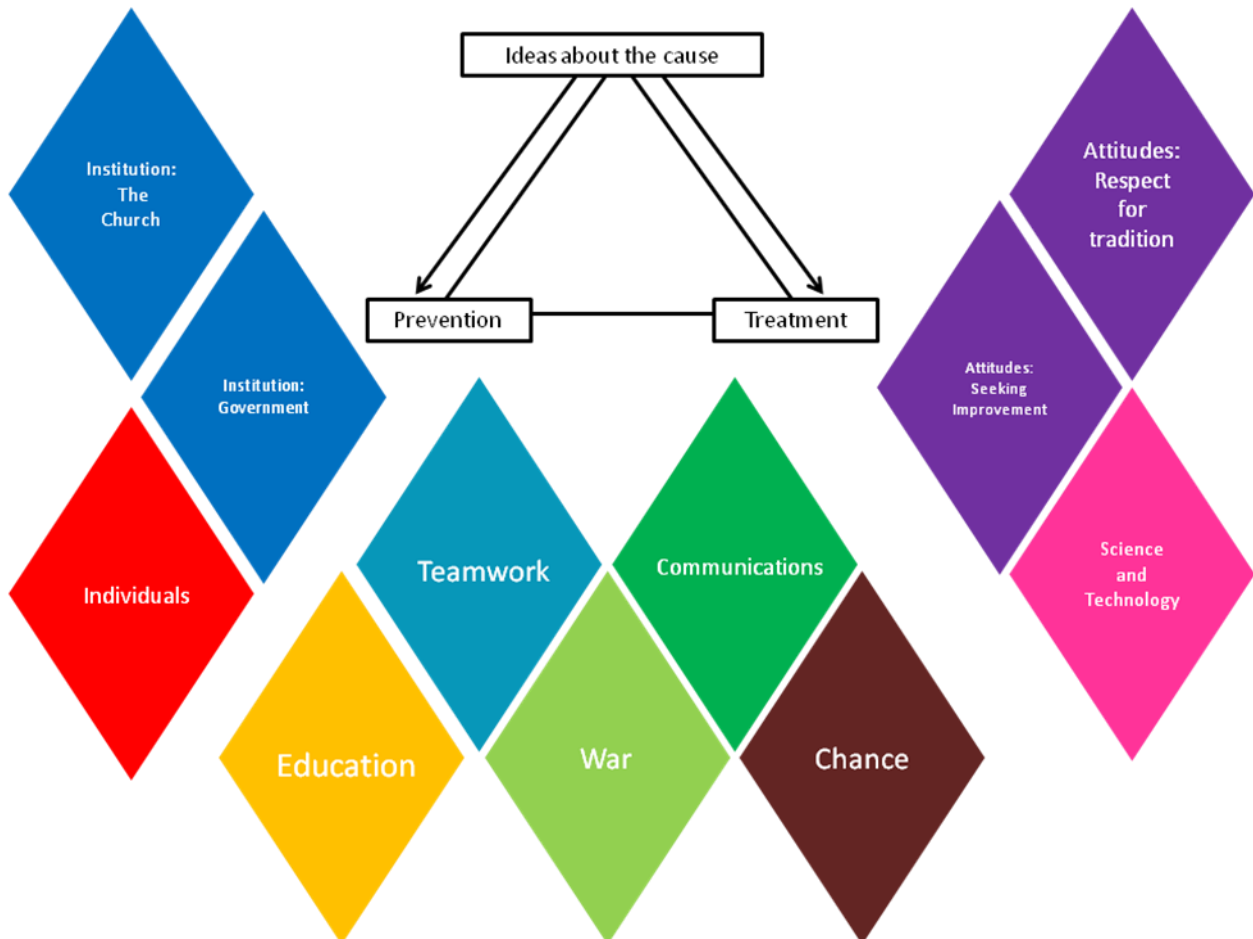 Ideas about the cause
Prevention
Treatment
Institution:
The
Church
Institution:
Government
Individuals
Attitudes:
Respect
for
tradition
Attitudes:
Seeking
Improvement
Science
and
Technology
Teamwork
Communications
Education
War
Chance